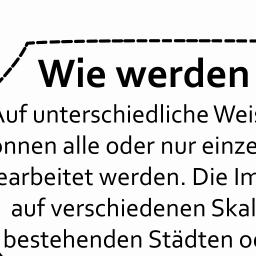 Wie werden
Auf unterschiedliche Weis
onnen alle oder nur einze
earbeitet werden. Die Im
auf verschiedenen Skal
bestehenden Städten o